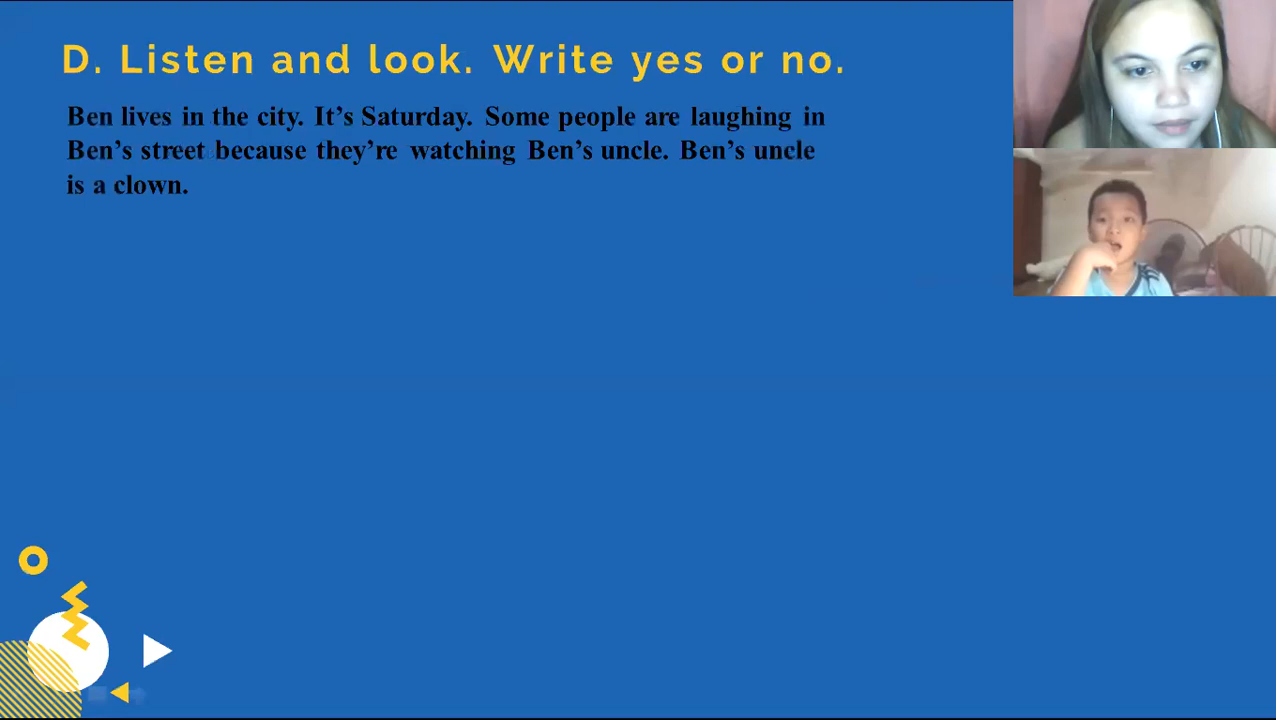 D. Listen and look. Write yes or no.
Ben lives in the city. It’s Saturday. Some people are laughing in
Ben’s street because they’re watching Ben’s uncle. Ben’s uncle
is a clown.